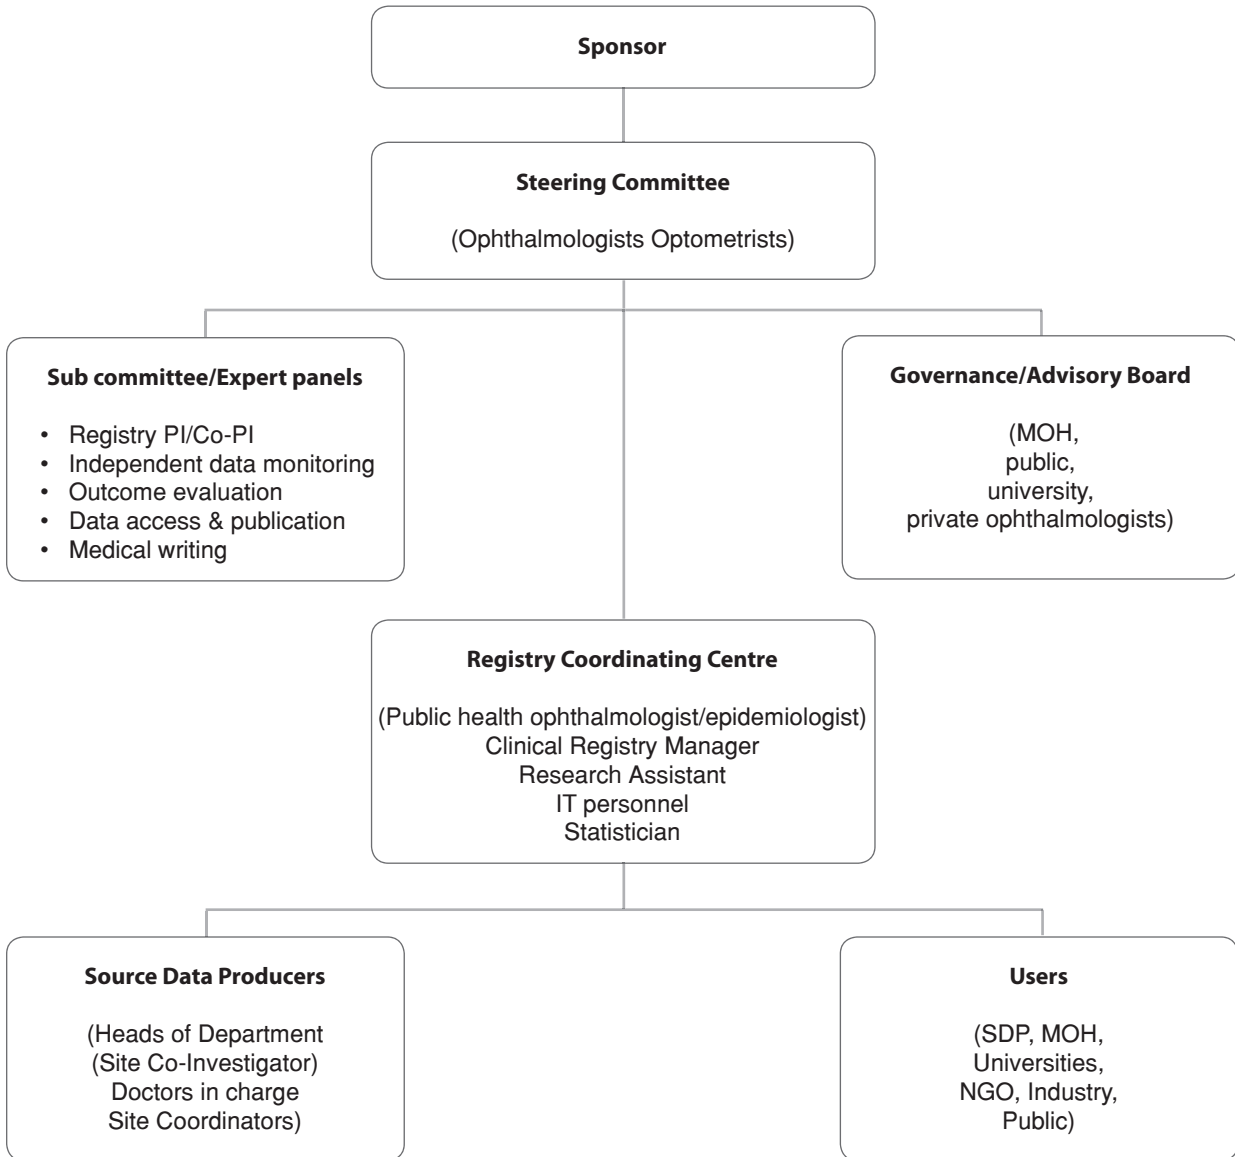 Sponsor
Steering Committee
(Ophthalmologists Optometrists)
Sub committee/Expert panels
• Registry PI/Co-PI
• Independent data monitoring
• Outcome evaluation
• Data access & publication
• Medical writing
Governance/Advisory Board
(MOH,
public,
university,
private ophthalmologists)
Registry Coordinating Centre
(Public health ophthalmologist/epidemiologist)
Clinical Registry Manager
Research Assistant
IT personnel
Statistician
Source Data Producers
(Heads of Department
(Site Co-Investigator)
Doctors in charge
Site Coordinators)
Users
(SDP, MOH,
Universities,
NGO, Industry,
Public)